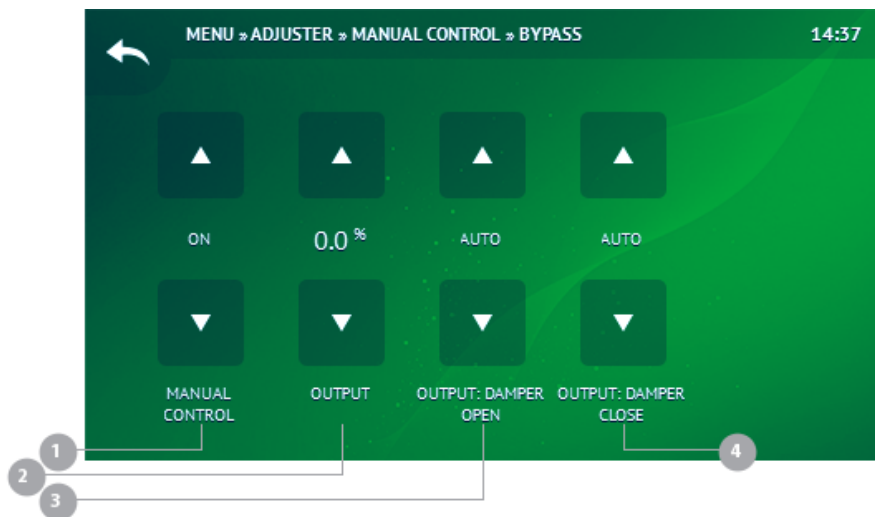 MENU » ADJUSTER » MANUAL CONTROL » BYPASS 14:37
ON 0.0 % AUTO AUTO
MANUAL CONTROL
OUTPUT
OUTPUT: DAMPER OPEN
OUTPUT: DAMPER CLOSE
1
4
2
3